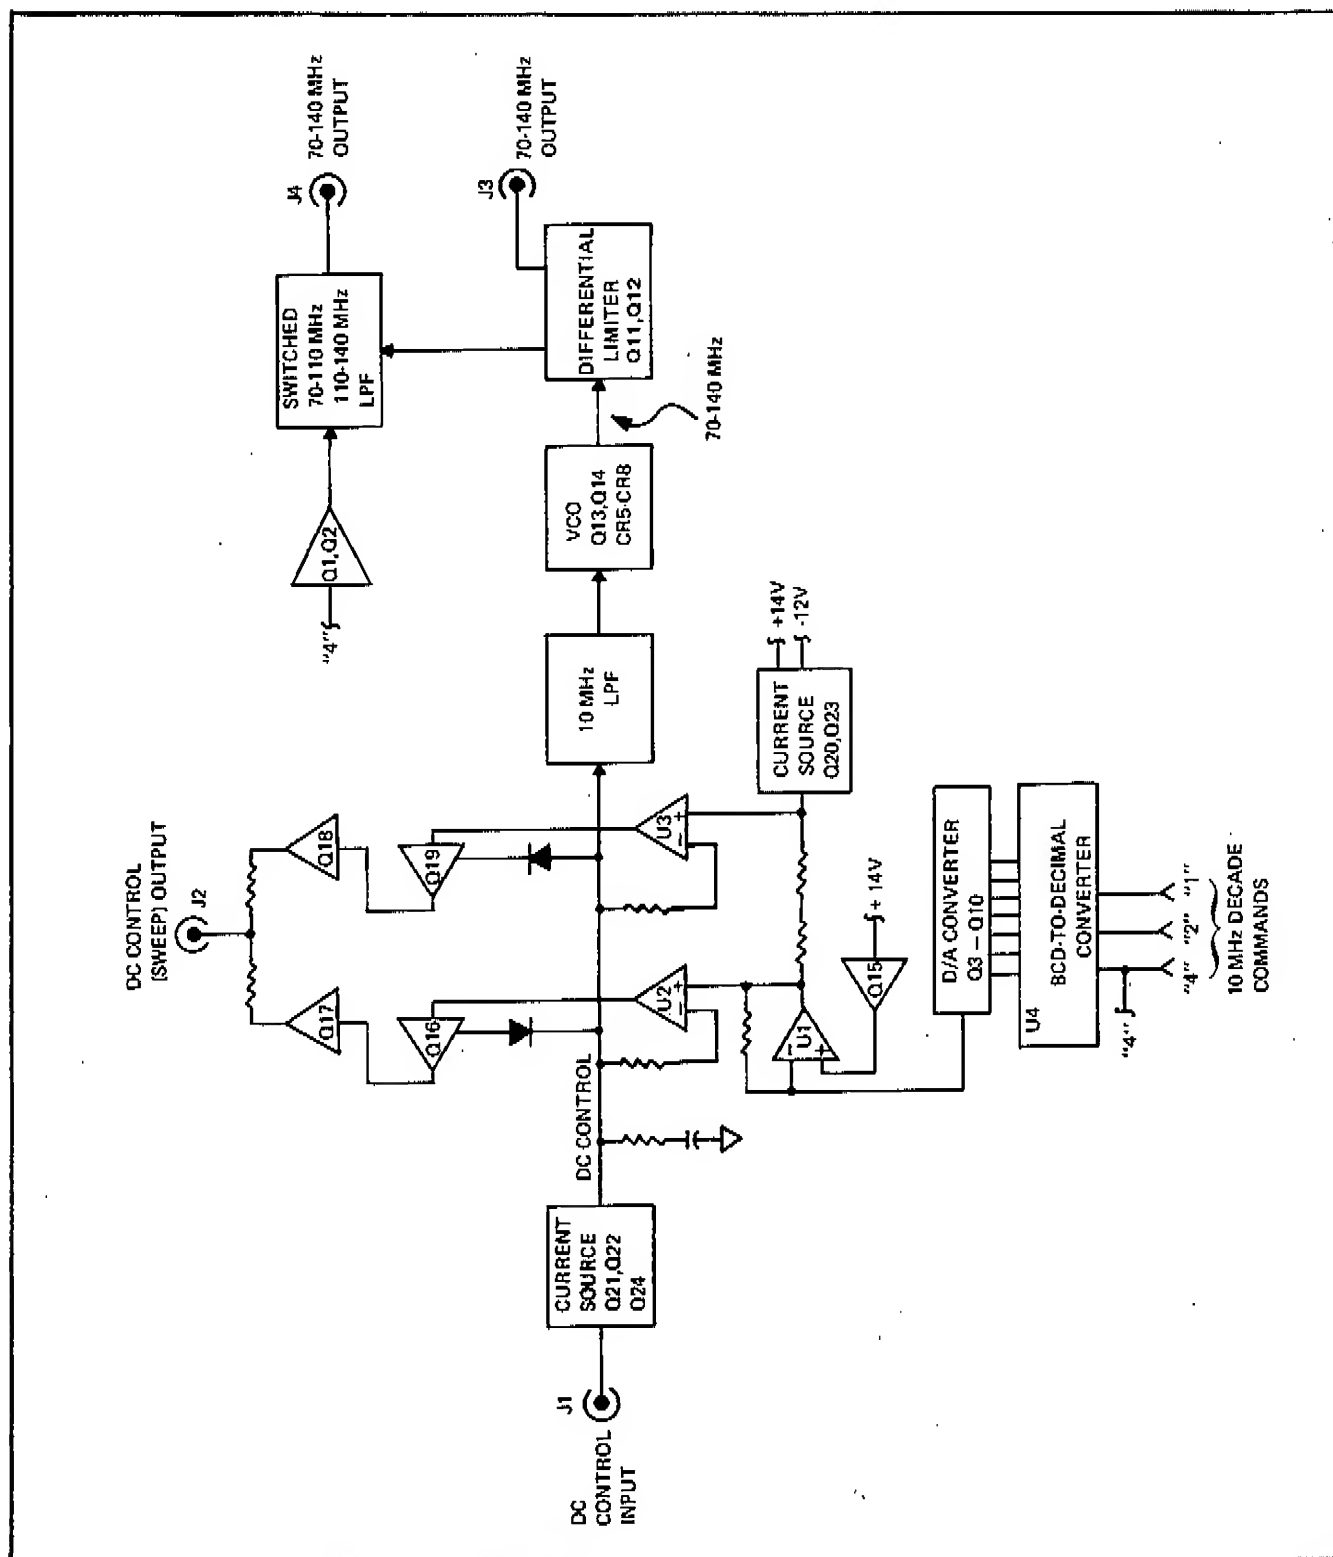 DC CONTROL
(SWEEP) OUTPUT
J2
J4
70-140 MHz
OUTPUT
"4"
Q1,Q2
SWITCHED
70-110 MHz
110-140 MHz
LPF
Q17
Q18
J3
70-140 MHz
OUTPUT
Q16
Q19
J1
DC
CONTROL
INPUT
CURRENT
SOURCE
Q21,Q22
Q24
DC CONTROL
10 MHz
LPF
VCO
Q13,Q14
CR5-CR8
DIFFERENTIAL
LIMITER
Q11,Q12
70-140 MHz
U2
- +
U3
- +
U1
- +
Q15
+ 14V
CURRENT
SOURCE
Q20,Q23
+14V
-12V
D/A CONVERTER
Q3 – Q10
U4
BCD-TO-DECIMAL
CONVERTER
"4"
"4" "2" "1"
10 MHz DECADE
COMMANDS